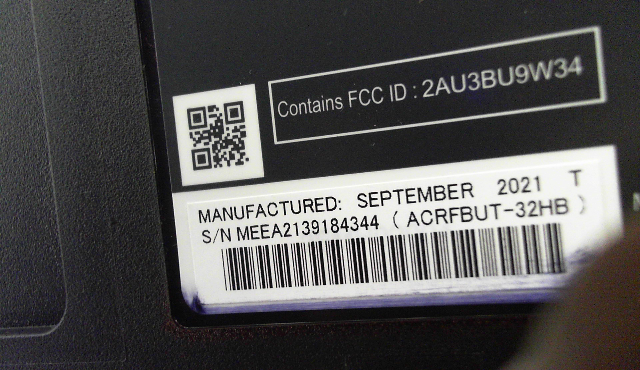 Contains FCC ID : 2AU3BU9W34
MANUFACTURED: SEPTEMBER 2021 T
S/N MEEA2139184344 ( ACRFBUT-32HB )